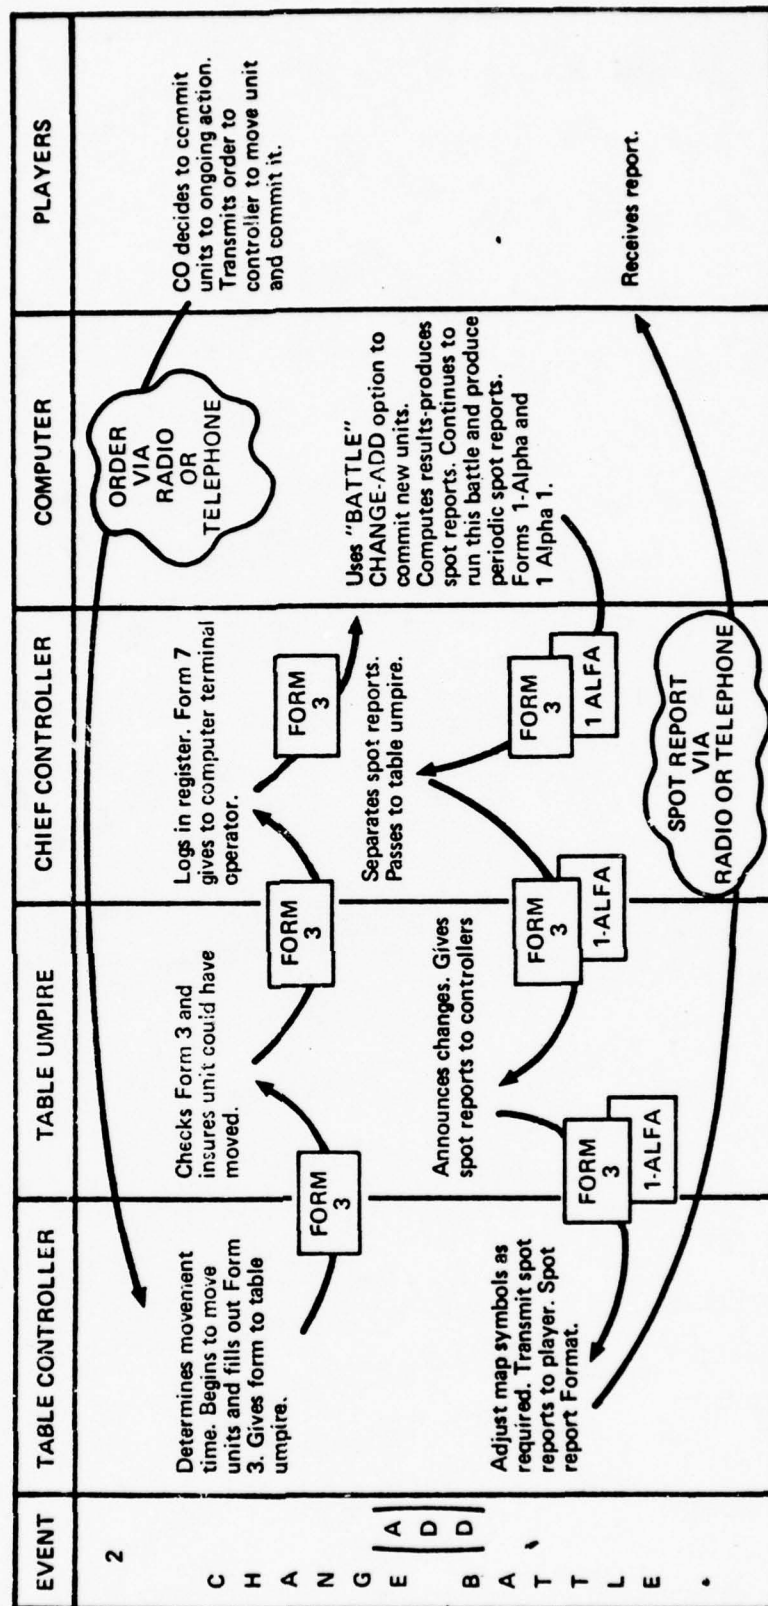 EVENT
TABLE CONTROLLER
TABLE UMPIRE
CHIEF CONTROLLER
COMPUTER
PLAYERS
2
CHANGE (ADD) BATTLE
CO decides to commit
units to ongoing action.
Transmits order to
controller to move unit
and commit it.
ORDER
VIA
RADIO
OR
TELEPHONE
Determines movement
time. Begins to move
units and fills out Form
3. Gives form to table
umpire.
FORM
3
Checks Form 3 and
insures unit could have
moved.
FORM
3
Logs in register. Form 7
gives to computer terminal
operator.
FORM
3
Uses "BATTLE"
CHANGE-ADD option to
commit new units.
Computes results-produces
spot reports. Continues to
run this battle and produce
periodic spot reports.
Forms 1-Alpha and
1 Alpha 1.
FORM
3
1 ALFA
Separates spot reports.
Passes to table umpire.
FORM
3
1-ALFA
Announces changes. Gives
spot reports to controllers
FORM
3
1-ALFA
Adjust map symbols as
required. Transmit spot
reports to player. Spot
report Format.
SPOT REPORT
VIA
RADIO OR TELEPHONE
Receives report.